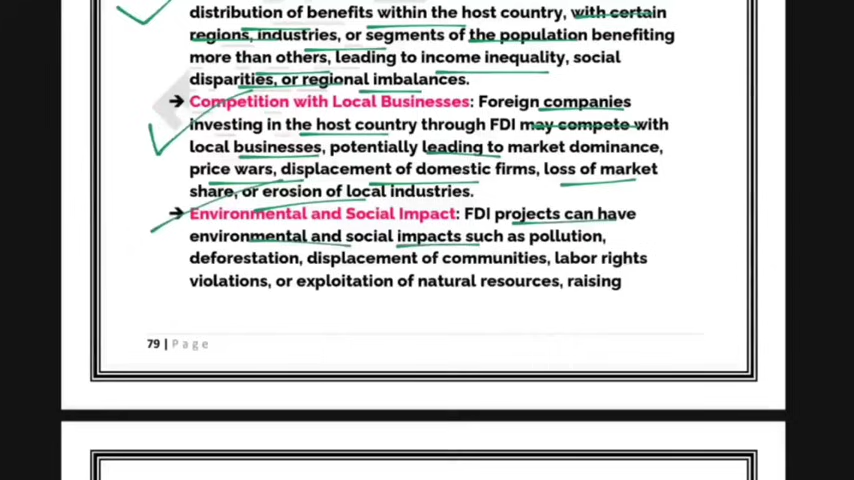 distribution of benefits within the host country, with certain
regions, industries, or segments of the population benefiting
more than others, leading to income inequality, social
disparities, or regional imbalances.
➔ Competition with Local Businesses: Foreign companies
investing in the host country through FDI may compete with
local businesses, potentially leading to market dominance,
price wars, displacement of domestic firms, loss of market
share, or erosion of local industries.
➔ Environmental and Social Impact: FDI projects can have
environmental and social impacts such as pollution,
deforestation, displacement of communities, labor rights
violations, or exploitation of natural resources, raising
79 | Page